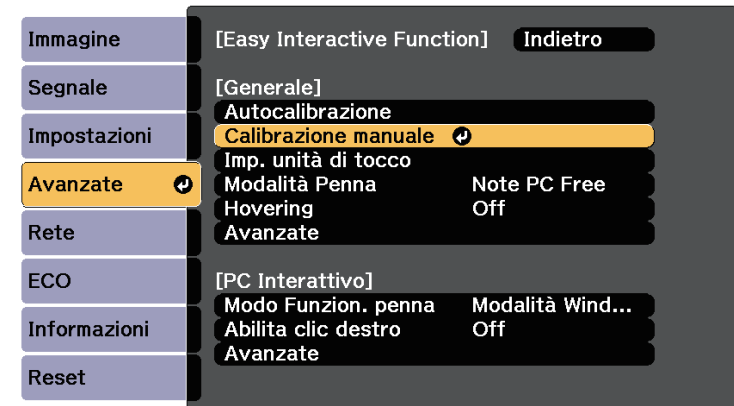 Immagine
Segnale
Impostazioni
Avanzate
Rete
ECO
Informazioni
Reset
[Easy Interactive Function] Indietro
[Generale]
Autocalibrazione
Calibrazione manuale
Imp. unità di tocco
Modalità Penna Note PC Free
Hovering Off
Avanzate
[PC Interattivo]
Modo Funzion. penna Modalità Wind...
Abilita clic destro Off
Avanzate